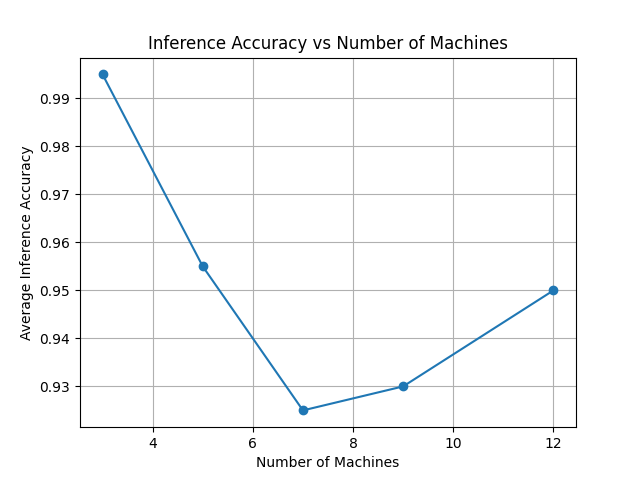 Inference Accuracy vs Number of Machines
Average Inference Accuracy
0.99
0.98
0.97
0.96
0.95
0.94
0.93
4 6 8 10 12
Number of Machines